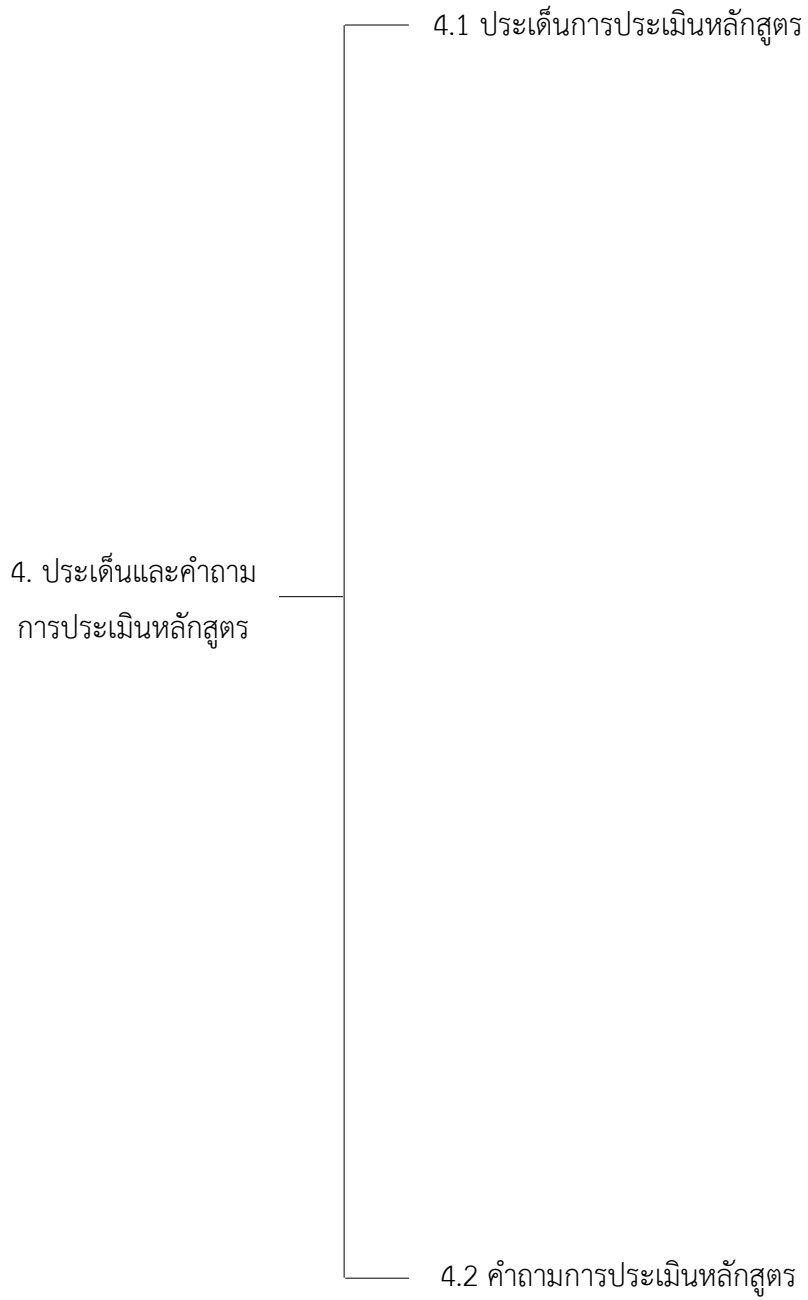 4.1 ประเด็นการประเมินหลักสูตร
4. ประเด็นและคำถาม
การประเมินหลักสูตร
4.2 คำถามการประเมินหลักสูตร